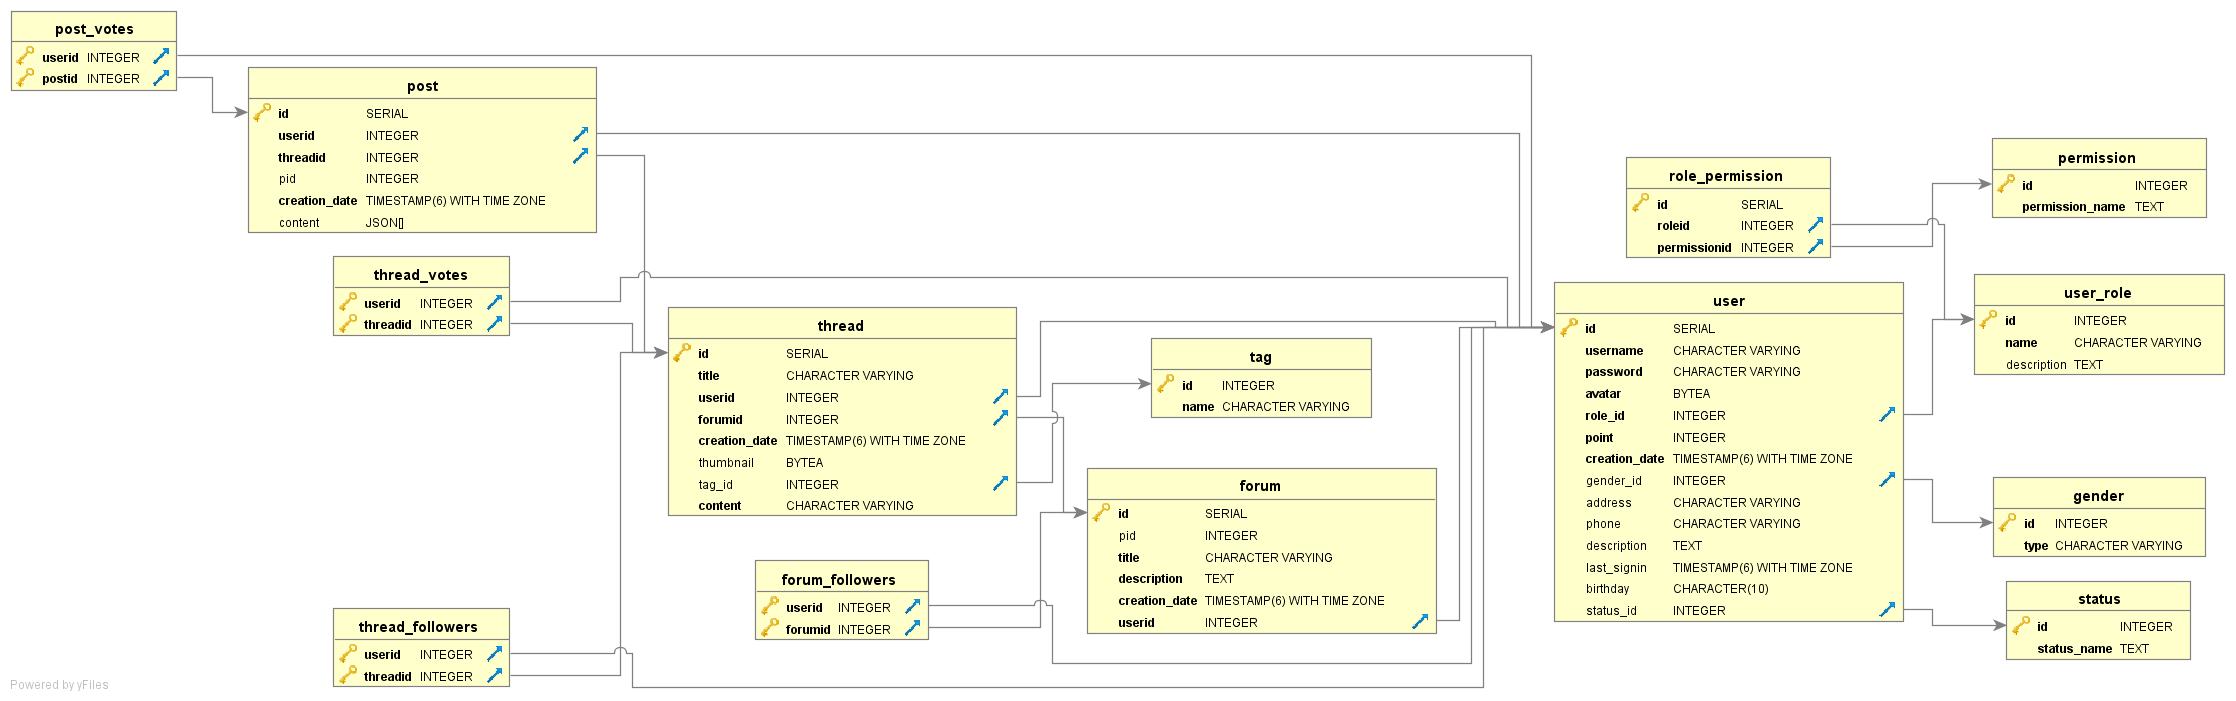 post_votes
userid INTEGER
postid INTEGER
post
id SERIAL
userid INTEGER
threadid INTEGER
pid INTEGER
creation_date TIMESTAMP(6) WITH TIME ZONE
content JSON[]
thread_votes
userid INTEGER
threadid INTEGER
thread
id SERIAL
title CHARACTER VARYING
userid INTEGER
forumid INTEGER
creation_date TIMESTAMP(6) WITH TIME ZONE
thumbnail BYTEA
tag_id INTEGER
content CHARACTER VARYING
thread_followers
userid INTEGER
threadid INTEGER
forum_followers
userid INTEGER
forumid INTEGER
tag
id INTEGER
name CHARACTER VARYING
forum
id SERIAL
pid INTEGER
title CHARACTER VARYING
description TEXT
creation_date TIMESTAMP(6) WITH TIME ZONE
userid INTEGER
role_permission
id SERIAL
roleid INTEGER
permissionid INTEGER
user
id SERIAL
username CHARACTER VARYING
password CHARACTER VARYING
avatar BYTEA
role_id INTEGER
point INTEGER
creation_date TIMESTAMP(6) WITH TIME ZONE
gender_id INTEGER
address CHARACTER VARYING
phone CHARACTER VARYING
description TEXT
last_signin TIMESTAMP(6) WITH TIME ZONE
birthday CHARACTER(10)
status_id INTEGER
permission
id INTEGER
permission_name TEXT
user_role
id INTEGER
name CHARACTER VARYING
description TEXT
gender
id INTEGER
type CHARACTER VARYING
status
id INTEGER
status_name TEXT
Powered by yFiles